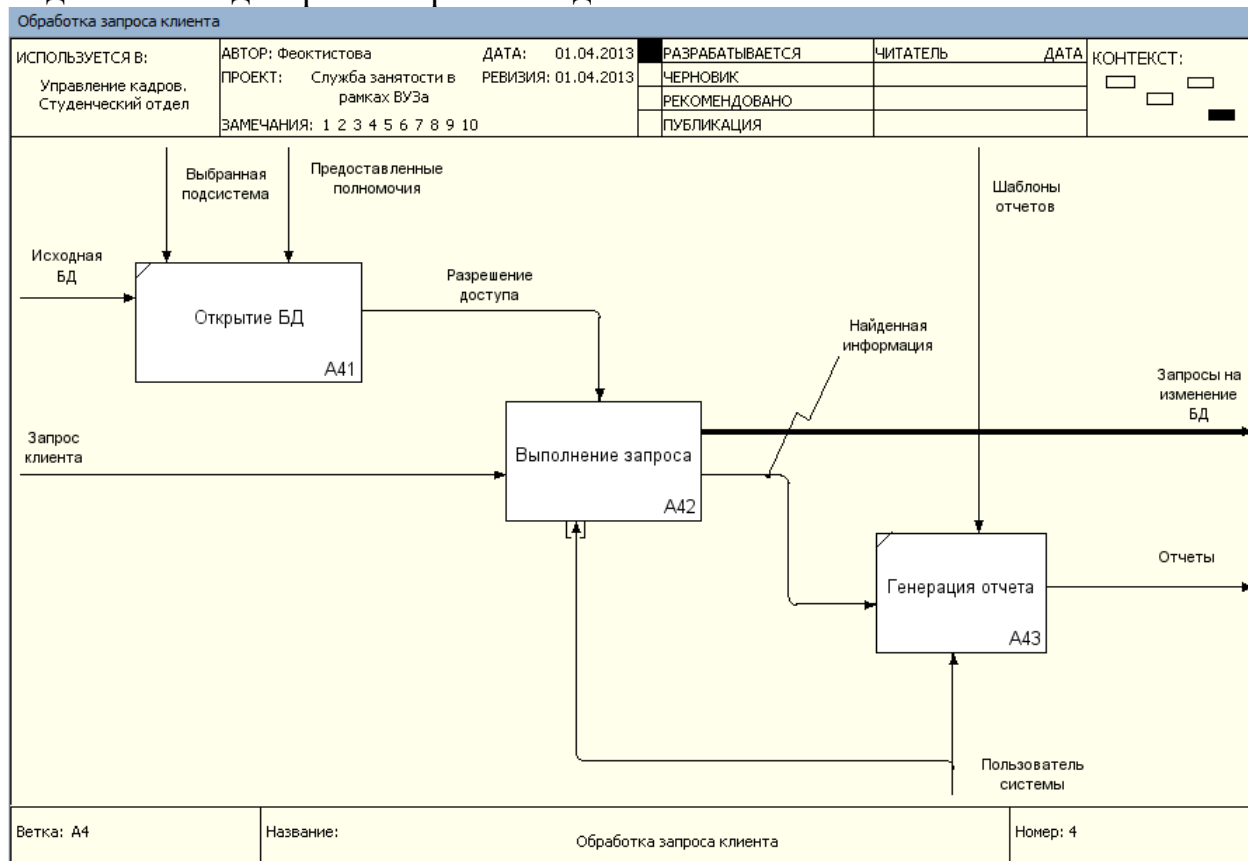 Обработка запроса клиента
ИСПОЛЬЗУЕТСЯ В:
Управление кадров.
Студенческий отдел
АВТОР: Феоктистова
ДАТА: 01.04.2013
ПРОЕКТ: Служба занятости в
рамках ВУЗа
РЕВИЗИЯ: 01.04.2013
ЗАМЕЧАНИЯ: 1 2 3 4 5 6 7 8 9 10
РАЗРАБАТЫВАЕТСЯ
ЧЕРНОВИК
РЕКОМЕНДОВАНО
ПУБЛИКАЦИЯ
ЧИТАТЕЛЬ
ДАТА
КОНТЕКСТ:
Выбранная
подсистема
Предоставленные
полномочия
Шаблоны
отчетов
Исходная
БД
Открытие БД
A41
Разрешение
доступа
Найденная
информация
Запросы на
изменение
БД
Запрос
клиента
Выполнение запроса
A42
Отчеты
Генерация отчета
A43
Пользователь
системы
Ветка: A4
Название:
Обработка запроса клиента
Номер: 4